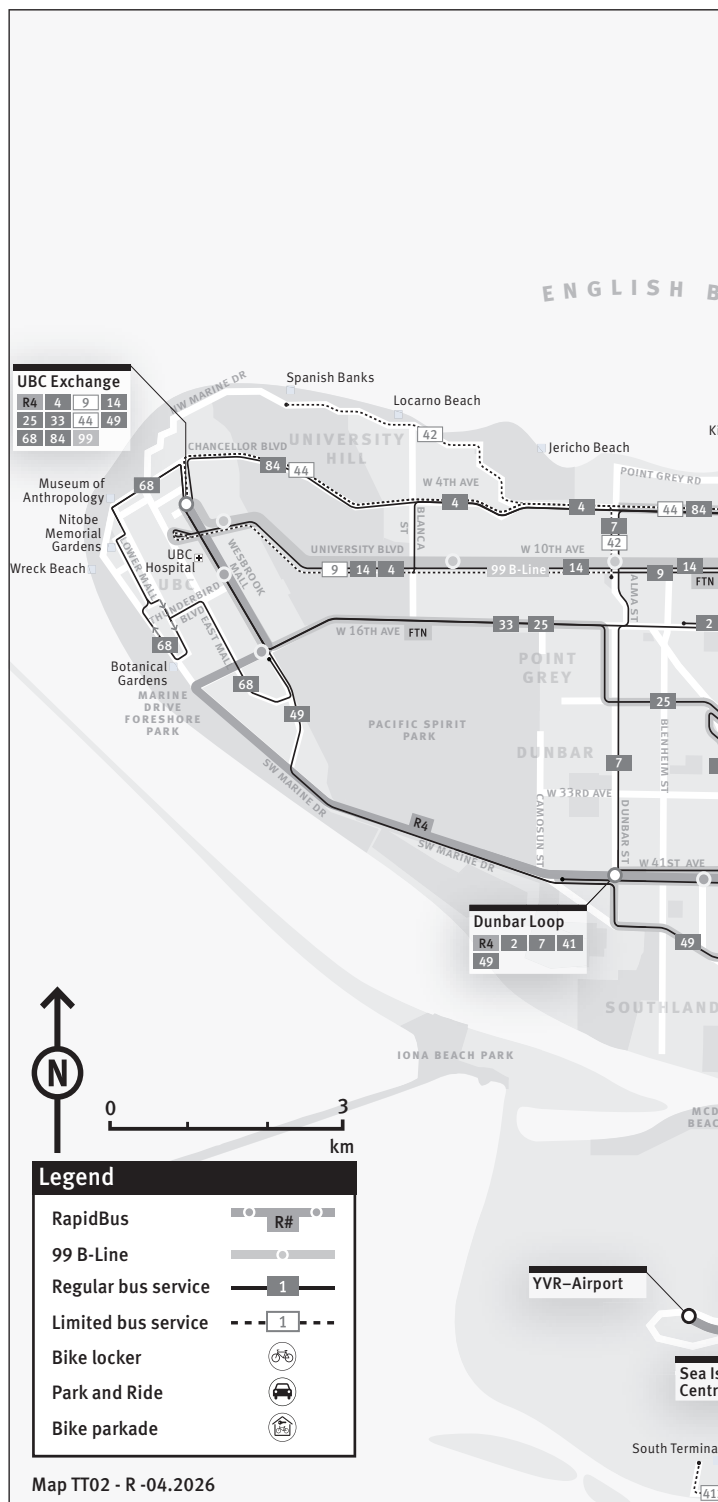 ENGLISH B
UBC Exchange
R4 4 9 14
25 33 44 49
68 84 99
NW MARINE DR
Spanish Banks
Locarno Beach
42
Jericho Beach
UNIVERSITY
HILL
CHANCELLOR BLVD
84 44
W 4TH AVE
4
4
POINT GREY RD
44 84
7
42
68
Museum of
Anthropology
Nitobe
Memorial
Gardens
Wreck Beach
UBC
Hospital
UBC
LOWER MALL
WESBROOK
MALL
THUNDERBIRD
BLVD
EAST MALL
BLANCA
ST
UNIVERSITY BLVD
W 10TH AVE
9 14 4
99 B-Line
14
9
14
FTN
ALMA ST
W 16TH AVE
FTN
33 25
2
68
Botanical
Gardens
68
49
MARINE
DRIVE
FORESHORE
PARK
POINT
GREY
25
PACIFIC SPIRIT
PARK
DUNBAR
BLENHEIM ST
7
SW MARINE DR
CAMOSUN ST
W 33RD AVE
DUNBAR ST
R4
SW MARINE DR
W 41ST AVE
Dunbar Loop
R4 2 7 41
49
49
SOUTHLAND
IONA BEACH PARK
MCD
BEAC
N
0 3
km
Legend
RapidBus R#
99 B-Line
Regular bus service 1
Limited bus service 1
Bike locker
Park and Ride
Bike parkade
YVR–Airport
Sea Is
Centr
South Termina
41
Map TT02 - R -04.2026